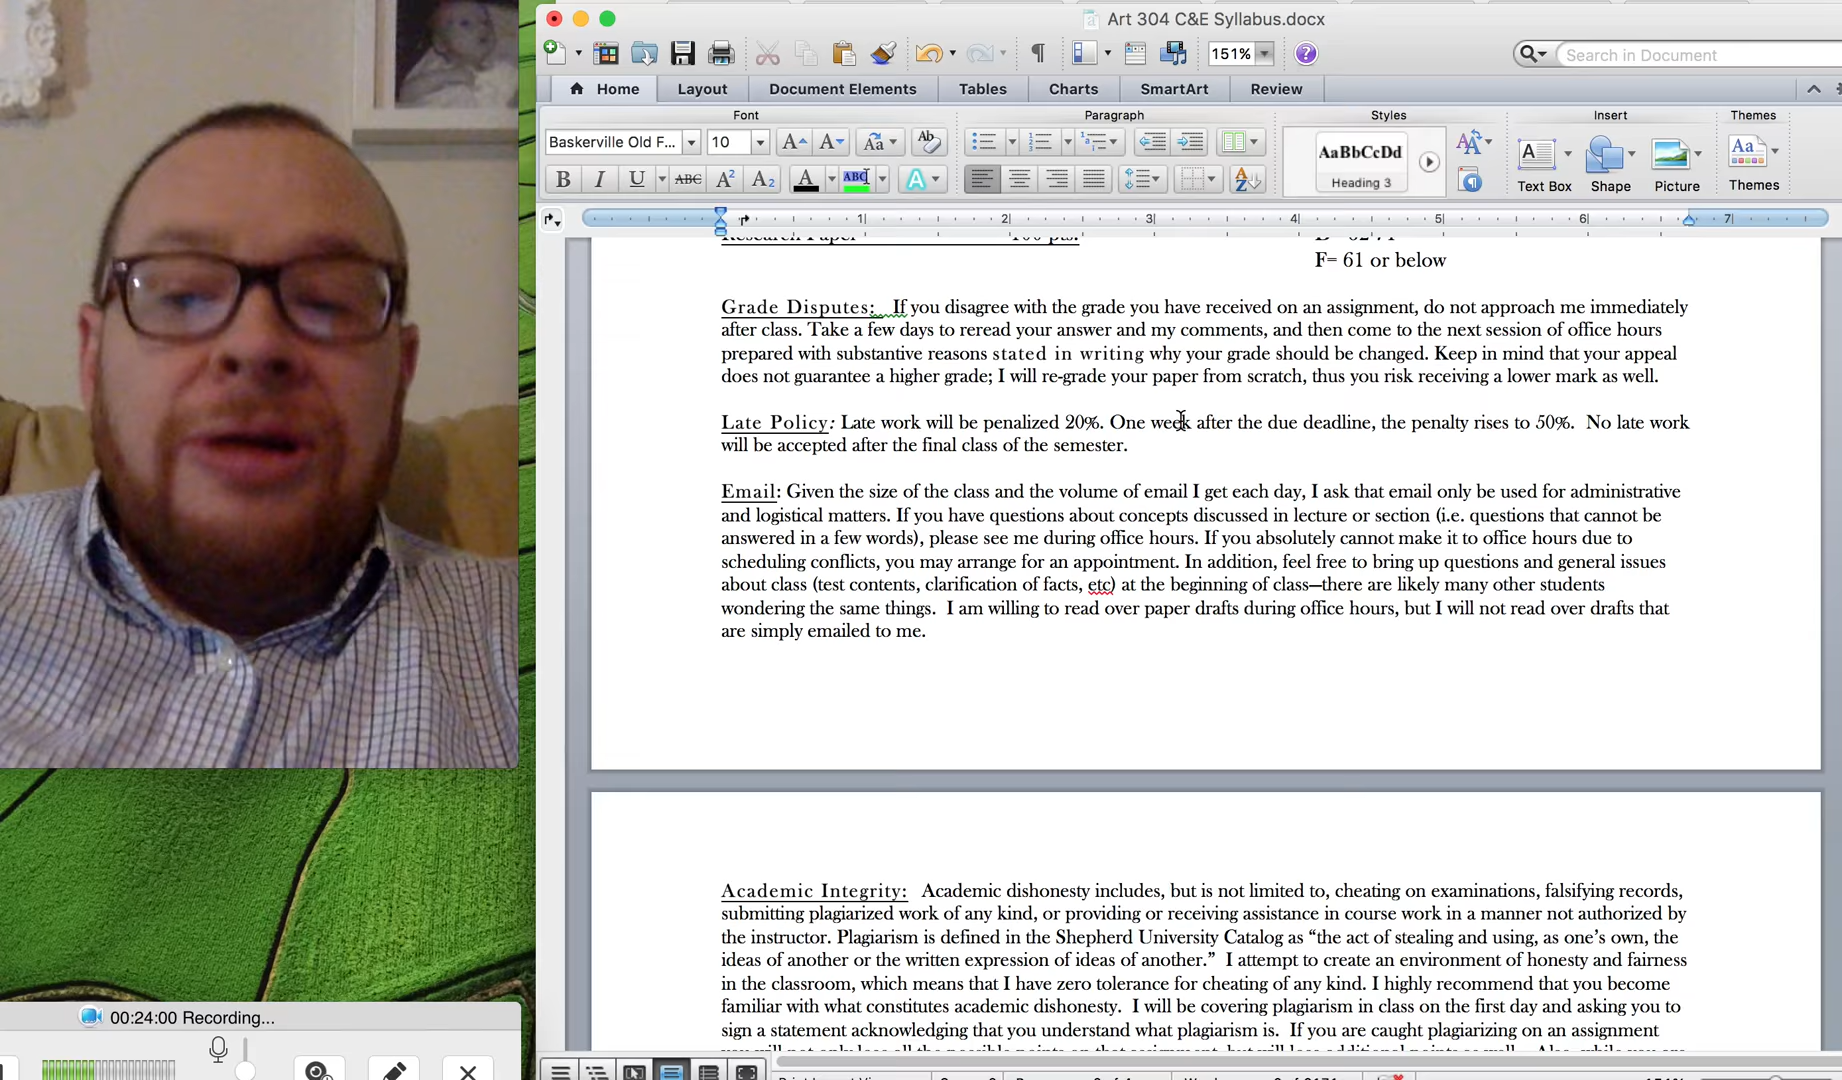 Art 304 C&E Syllabus.docx
151%
Search in Document
Home Layout Document Elements Tables Charts SmartArt Review
Font Paragraph Styles Insert Themes
Baskerville Old F... 10
AaBbCcDd
Heading 3
Text Box Shape Picture Themes
Research Paper 100 pts.
F= 61 or below
Grade Disputes: If you disagree with the grade you have received on an assignment, do not approach me immediately
after class. Take a few days to reread your answer and my comments, and then come to the next session of office hours
prepared with substantive reasons stated in writing why your grade should be changed. Keep in mind that your appeal
does not guarantee a higher grade; I will re-grade your paper from scratch, thus you risk receiving a lower mark as well.
Late Policy: Late work will be penalized 20%. One week after the due deadline, the penalty rises to 50%. No late work
will be accepted after the final class of the semester.
Email: Given the size of the class and the volume of email I get each day, I ask that email only be used for administrative
and logistical matters. If you have questions about concepts discussed in lecture or section (i.e. questions that cannot be
answered in a few words), please see me during office hours. If you absolutely cannot make it to office hours due to
scheduling conflicts, you may arrange for an appointment. In addition, feel free to bring up questions and general issues
about class (test contents, clarification of facts, etc) at the beginning of class—there are likely many other students
wondering the same things. I am willing to read over paper drafts during office hours, but I will not read over drafts that
are simply emailed to me.
Academic Integrity: Academic dishonesty includes, but is not limited to, cheating on examinations, falsifying records,
submitting plagiarized work of any kind, or providing or receiving assistance in course work in a manner not authorized by
the instructor. Plagiarism is defined in the Shepherd University Catalog as “the act of stealing and using, as one’s own, the
ideas of another or the written expression of ideas of another.” I attempt to create an environment of honesty and fairness
in the classroom, which means that I have zero tolerance for cheating of any kind. I highly recommend that you become
familiar with what constitutes academic dishonesty. I will be covering plagiarism in class on the first day and asking you to
sign a statement acknowledging that you understand what plagiarism is. If you are caught plagiarizing on an assignment
00:24:00 Recording...